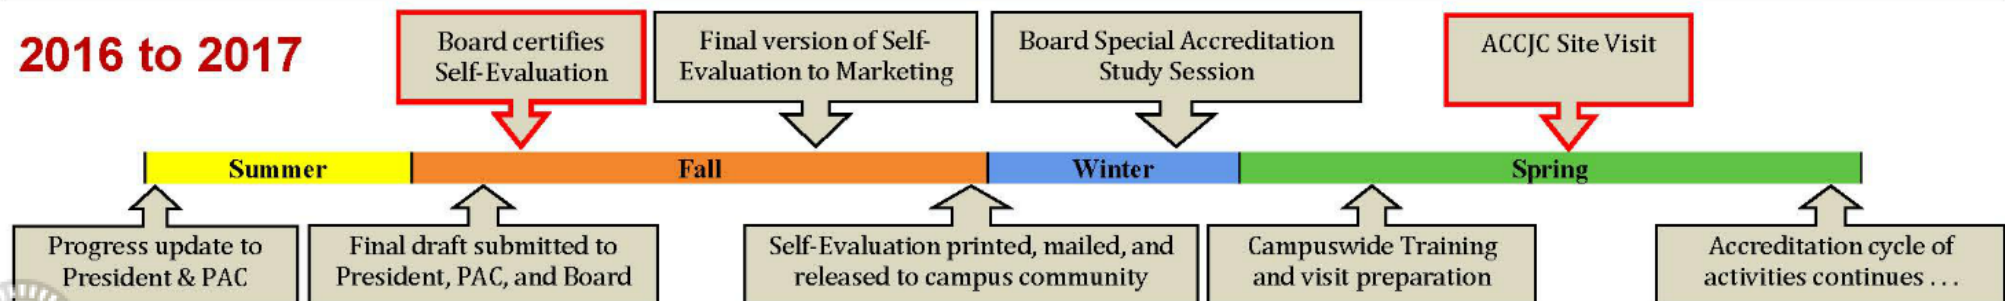 2016 to 2017
Board certifies
Self-Evaluation
Final version of Self-
Evaluation to Marketing
Board Special Accreditation
Study Session
ACCJC Site Visit
Summer
Fall
Winter
Spring
Progress update to
President & PAC
Final draft submitted to
President, PAC, and Board
Self-Evaluation printed, mailed, and
released to campus community
Campuswide Training
and visit preparation
Accreditation cycle of
activities continues . . .